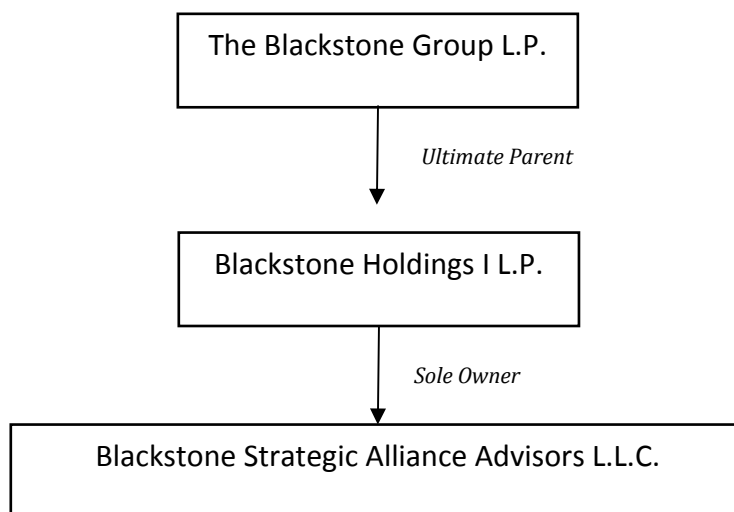 The Blackstone Group L.P.
Ultimate Parent
Blackstone Holdings I L.P.
Sole Owner
Blackstone Strategic Alliance Advisors L.L.C.